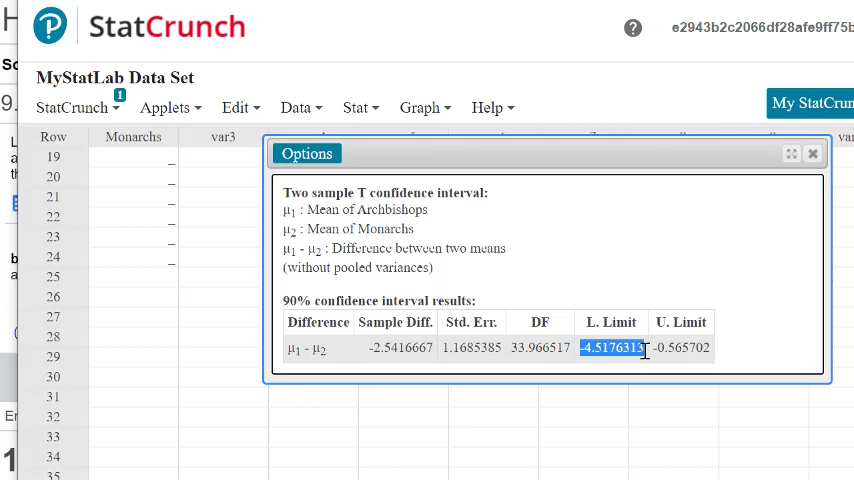 StatCrunch
e2943b2c2066df28afe9ff75b
MyStatLab Data Set
StatCrunch 1 Applets Edit Data Stat Graph Help
My StatCrun
Row Monarchs var3
Options
19
20
21
22
23
24
25
26
27
28
29
30
31
32
33
34
35
Two sample T confidence interval:
μ1 : Mean of Archbishops
μ2 : Mean of Monarchs
μ1 - μ2 : Difference between two means
(without pooled variances)
90% confidence interval results:
Difference Sample Diff. Std. Err. DF L. Limit U. Limit
μ1 - μ2 -2.5416667 1.1685385 33.966517 -4.5176313 -0.565702